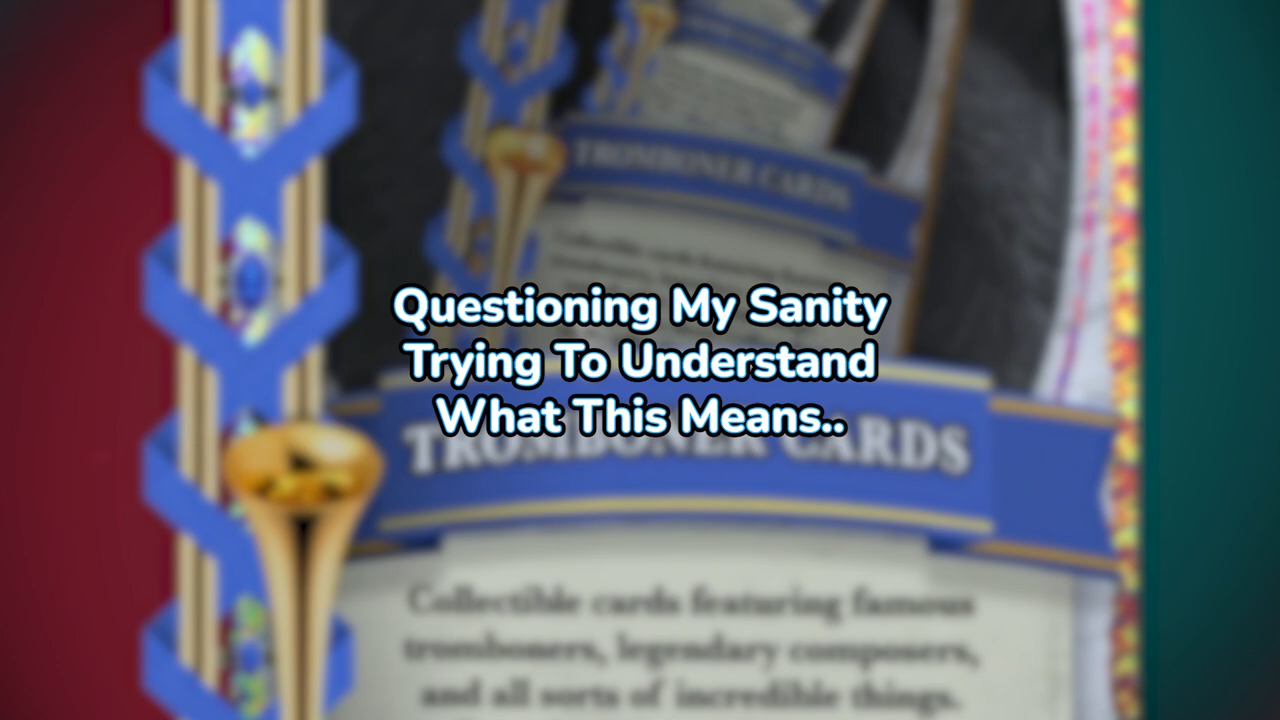 TROMBONER CARDS
Questioning My Sanity
Trying To Understand
What This Means..
TROMBONER CARDS
Collectible cards featuring famous
tromboners, legendary composers,
and all sorts of incredible things.